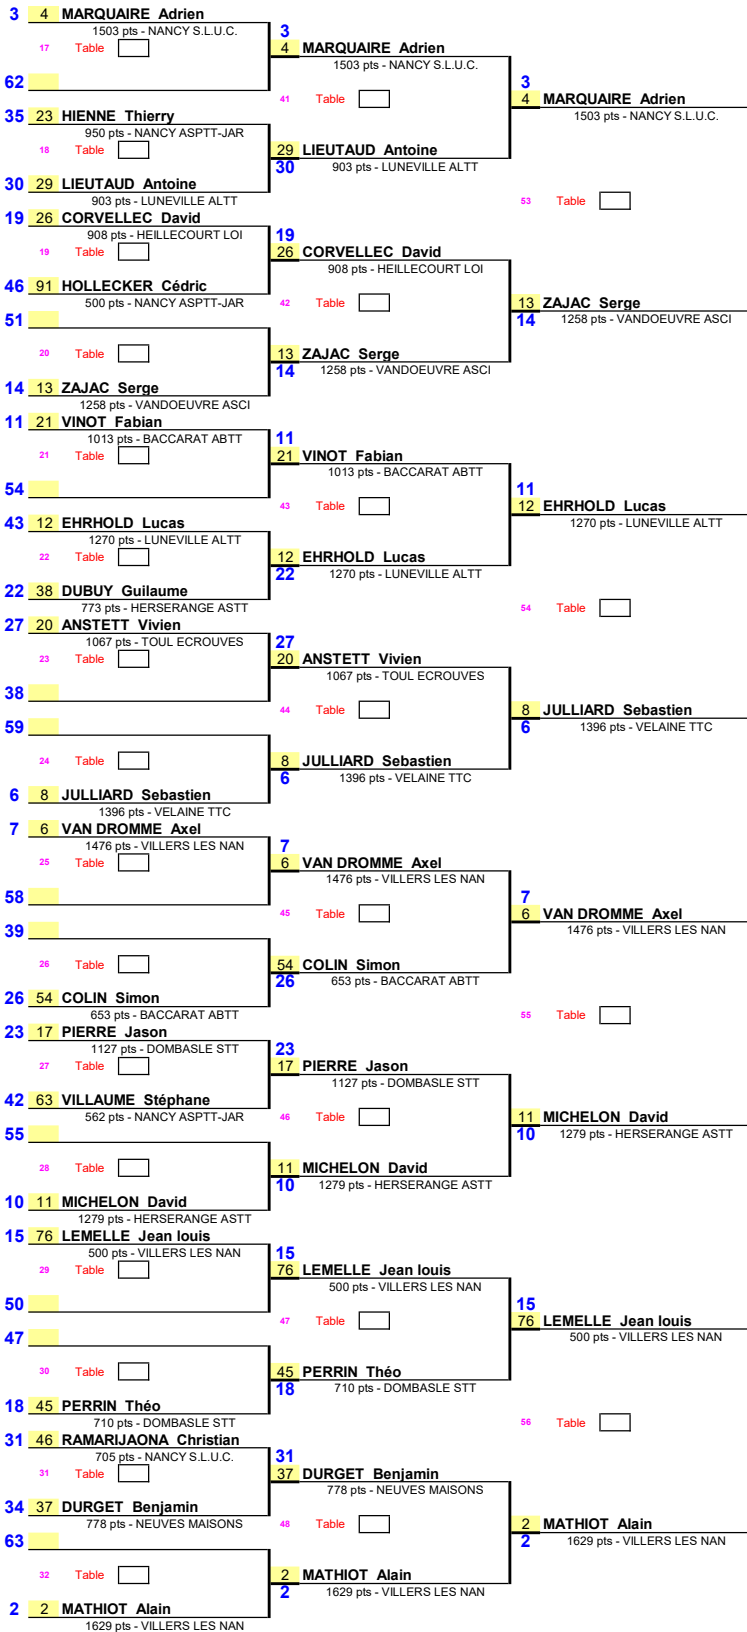 3 4 MARQUAIRE Adrien
1503 pts - NANCY S.L.U.C.
17 Table
62
35 23 HIENNE Thierry
950 pts - NANCY ASPTT-JAR
18 Table
30 29 LIEUTAUD Antoine
903 pts - LUNEVILLE ALTT
19 26 CORVELLEC David
908 pts - HEILLECOURT LOI
19 Table
46 91 HOLLECKER Cédric
500 pts - NANCY ASPTT-JAR
51
20 Table
14 13 ZAJAC Serge
1258 pts - VANDOEUVRE ASCI
11 21 VINOT Fabian
1013 pts - BACCARAT ABTT
21 Table
54
43 12 EHRHOLD Lucas
1270 pts - LUNEVILLE ALTT
22 Table
22 38 DUBUY Guilaume
773 pts - HERSERANGE ASTT
27 20 ANSTETT Vivien
1067 pts - TOUL ECROUVES
23 Table
38
59
24 Table
6 8 JULLIARD Sebastien
1396 pts - VELAINE TTC
7 6 VAN DROMME Axel
1476 pts - VILLERS LES NAN
25 Table
58
39
26 Table
26 54 COLIN Simon
653 pts - BACCARAT ABTT
23 17 PIERRE Jason
1127 pts - DOMBASLE STT
27 Table
42 63 VILLAUME Stéphane
562 pts - NANCY ASPTT-JAR
55
28 Table
10 11 MICHELON David
1279 pts - HERSERANGE ASTT
15 76 LEMELLE Jean louis
500 pts - VILLERS LES NAN
29 Table
50
47
30 Table
18 45 PERRIN Théo
710 pts - DOMBASLE STT
31 46 RAMARIJAONA Christian
705 pts - NANCY S.L.U.C.
31 Table
34 37 DURGET Benjamin
778 pts - NEUVES MAISONS
63
32 Table
2 2 MATHIOT Alain
1629 pts - VILLERS LES NAN
3
4 MARQUAIRE Adrien
1503 pts - NANCY S.L.U.C.
41 Table
29 LIEUTAUD Antoine
30 903 pts - LUNEVILLE ALTT
19
26 CORVELLEC David
908 pts - HEILLECOURT LOI
42 Table
13 ZAJAC Serge
14 1258 pts - VANDOEUVRE ASCI
11
21 VINOT Fabian
1013 pts - BACCARAT ABTT
43 Table
12 EHRHOLD Lucas
22 1270 pts - LUNEVILLE ALTT
27
20 ANSTETT Vivien
1067 pts - TOUL ECROUVES
44 Table
8 JULLIARD Sebastien
6 1396 pts - VELAINE TTC
7
6 VAN DROMME Axel
1476 pts - VILLERS LES NAN
45 Table
54 COLIN Simon
26 653 pts - BACCARAT ABTT
23
17 PIERRE Jason
1127 pts - DOMBASLE STT
46 Table
11 MICHELON David
10 1279 pts - HERSERANGE ASTT
15
76 LEMELLE Jean louis
500 pts - VILLERS LES NAN
47 Table
45 PERRIN Théo
18 710 pts - DOMBASLE STT
31
37 DURGET Benjamin
778 pts - NEUVES MAISONS
48 Table
2 MATHIOT Alain
2 1629 pts - VILLERS LES NAN
3
4 MARQUAIRE Adrien
1503 pts - NANCY S.L.U.C.
53 Table
13 ZAJAC Serge
14 1258 pts - VANDOEUVRE ASCI
11
12 EHRHOLD Lucas
1270 pts - LUNEVILLE ALTT
54 Table
8 JULLIARD Sebastien
6 1396 pts - VELAINE TTC
7
6 VAN DROMME Axel
1476 pts - VILLERS LES NAN
55 Table
11 MICHELON David
10 1279 pts - HERSERANGE ASTT
15
76 LEMELLE Jean louis
500 pts - VILLERS LES NAN
56 Table
2 MATHIOT Alain
2 1629 pts - VILLERS LES NAN